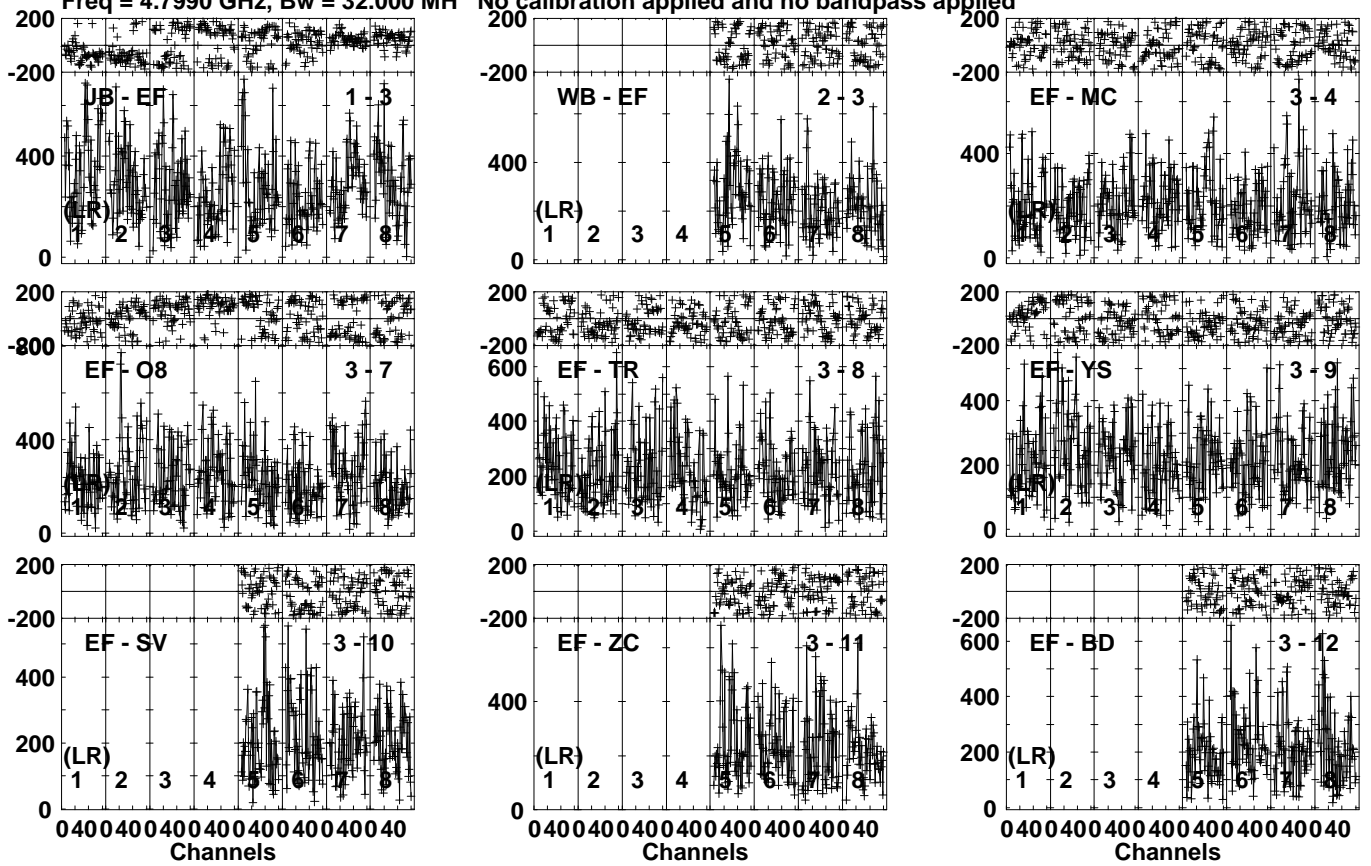 Freq = 4.7990 GHz, Bw = 32.000 MH No calibration applied and no bandpass applied
200
-200
JB - EF 1 - 3
400
(LR)
1 2 3 4 5 6 7 8
0
200
-200
WB - EF 2 - 3
400
(LR)
1 2 3 4 5 6 7 8
0
200
-200
EF - MC 3 - 4
400
(LR)
1 2 3 4 5 6 7 8
0
200
-200
800
EF - O8 3 - 7
400
(LR)
1 2 3 4 5 6 7 8
0
200
-200
600
EF - TR 3 - 8
400
200
(LR)
1 2 3 4 5 6 7 8
0
200
-200
EF - YS 3 - 9
400
200
(LR)
1 2 3 4 5 6 7 8
0
200
-200
EF - SV 3 - 10
400
200
(LR)
1 2 3 4 5 6 7 8
0
0 40 0 40 0 40 0 40 0 40 0 40 0 40 0 40
Channels
200
-200
EF - ZC 3 - 11
400
(LR)
1 2 3 4 5 6 7 8
0
0 40 0 40 0 40 0 40 0 40 0 40 0 40 0 40
Channels
200
-200
600
EF - BD 3 - 12
400
200
(LR)
1 2 3 4 5 6 7 8
0
0 40 0 40 0 40 0 40 0 40 0 40 0 40 0 40
Channels